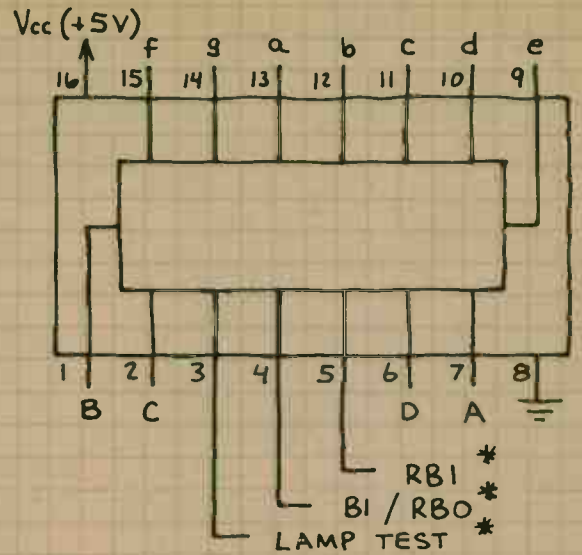 Vcc (+5V) f g a b c d e
16 15 14 13 12 11 10 9
1 2 3 4 5 6 7 8
B C D A
RBI *
BI / RBO *
LAMP TEST *